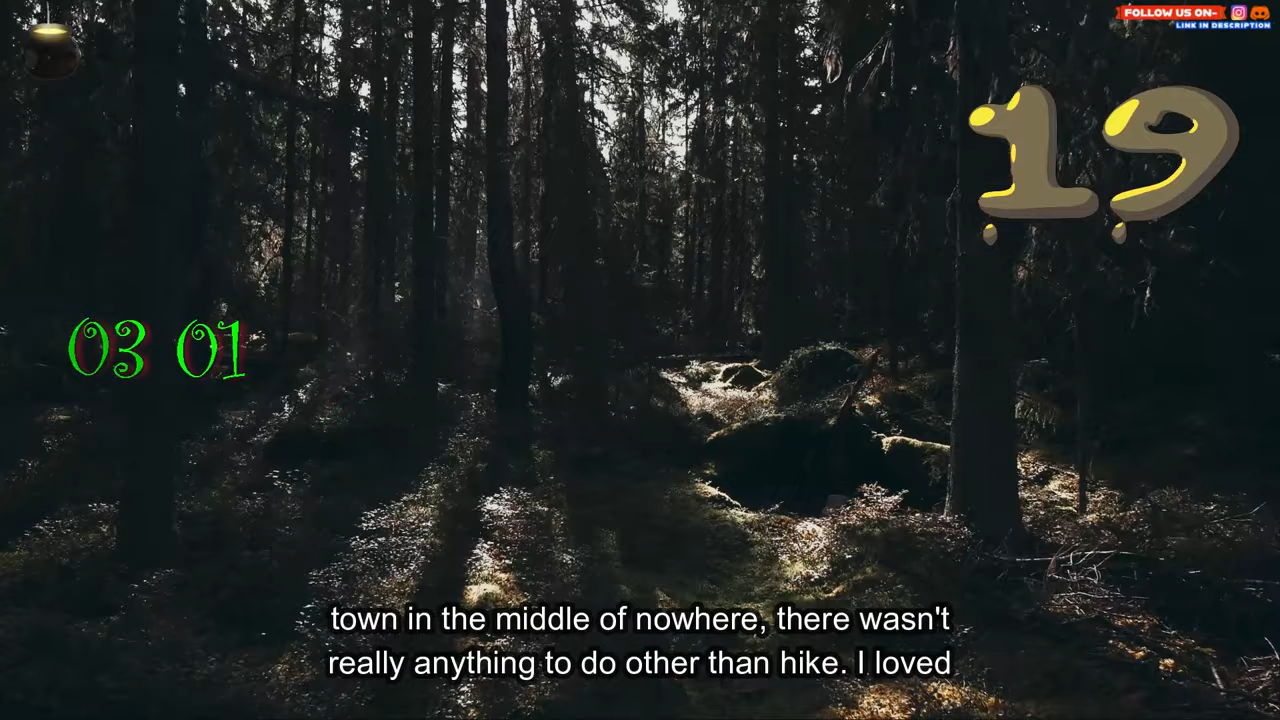 FOLLOW US ON-
LINK IN DESCRIPTION
19
03 01
town in the middle of nowhere, there wasn't
really anything to do other than hike. I loved